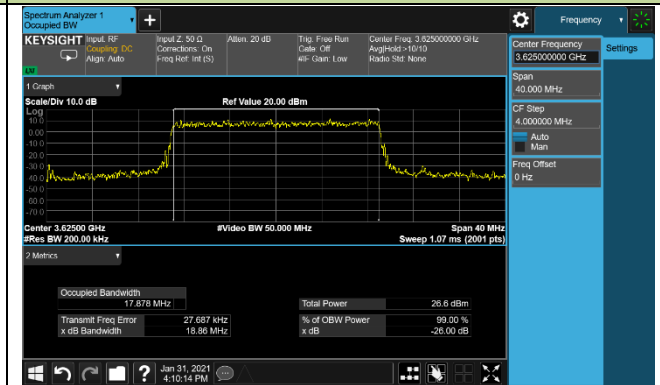 Spectrum Analyzer 1
Occupied BW
Frequency
KEYSIGHT
Input: RF
Coupling: DC
Align: Auto
Input Z: 50 Ω
Corrections: On
Freq Ref: Int (S)
Atten: 20 dB
Trig: Free Run
Gate: Off
#IF Gain: Low
Center Freq: 3.625000000 GHz
Avg|Hold:>10/10
Radio Std: None
Center Frequency
3.625000000 GHz
Settings
Span
40.000 MHz
CF Step
4.000000 MHz
Auto
Man
Freq Offset
0 Hz
1 Graph
Scale/Div 10.0 dB
Ref Value 20.00 dBm
Log
10.0
0.00
-10.0
-20.0
-30.0
-40.0
-50.0
-60.0
-70.0
Center 3.62500 GHz
#Video BW 50.000 MHz
Span 40 MHz
#Res BW 200.00 kHz
Sweep 1.07 ms (2001 pts)
2 Metrics
Occupied Bandwidth
17.878 MHz
Total Power
26.6 dBm
Transmit Freq Error
27.687 kHz
% of OBW Power
99.00 %
x dB Bandwidth
18.86 MHz
x dB
-26.00 dB
Jan 31, 2021
4:10:14 PM